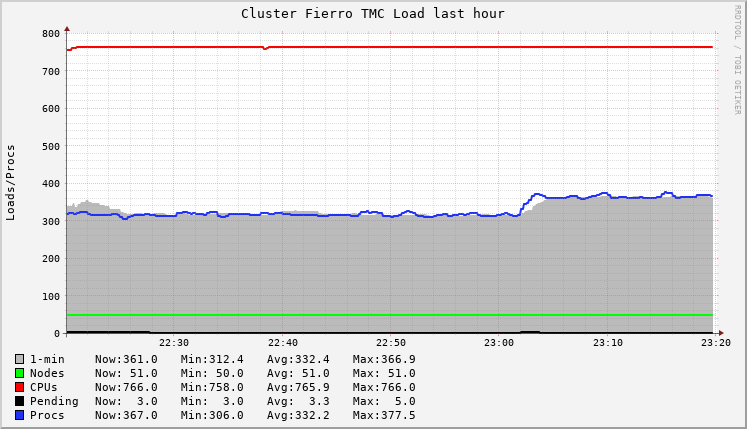 Cluster Fierro TMC Load last hour
RRDTOOL / TOBI OETIKER
Loads/Procs
800
700
600
500
400
300
200
100
0
22:30 22:40 22:50 23:00 23:10 23:20
1-min Now:361.0 Min:312.4 Avg:332.4 Max:366.9
Nodes Now: 51.0 Min: 50.0 Avg: 51.0 Max: 51.0
CPUs Now:766.0 Min:758.0 Avg:765.9 Max:766.0
Pending Now: 3.0 Min: 3.0 Avg: 3.3 Max: 5.0
Procs Now:367.0 Min:306.0 Avg:332.2 Max:377.5